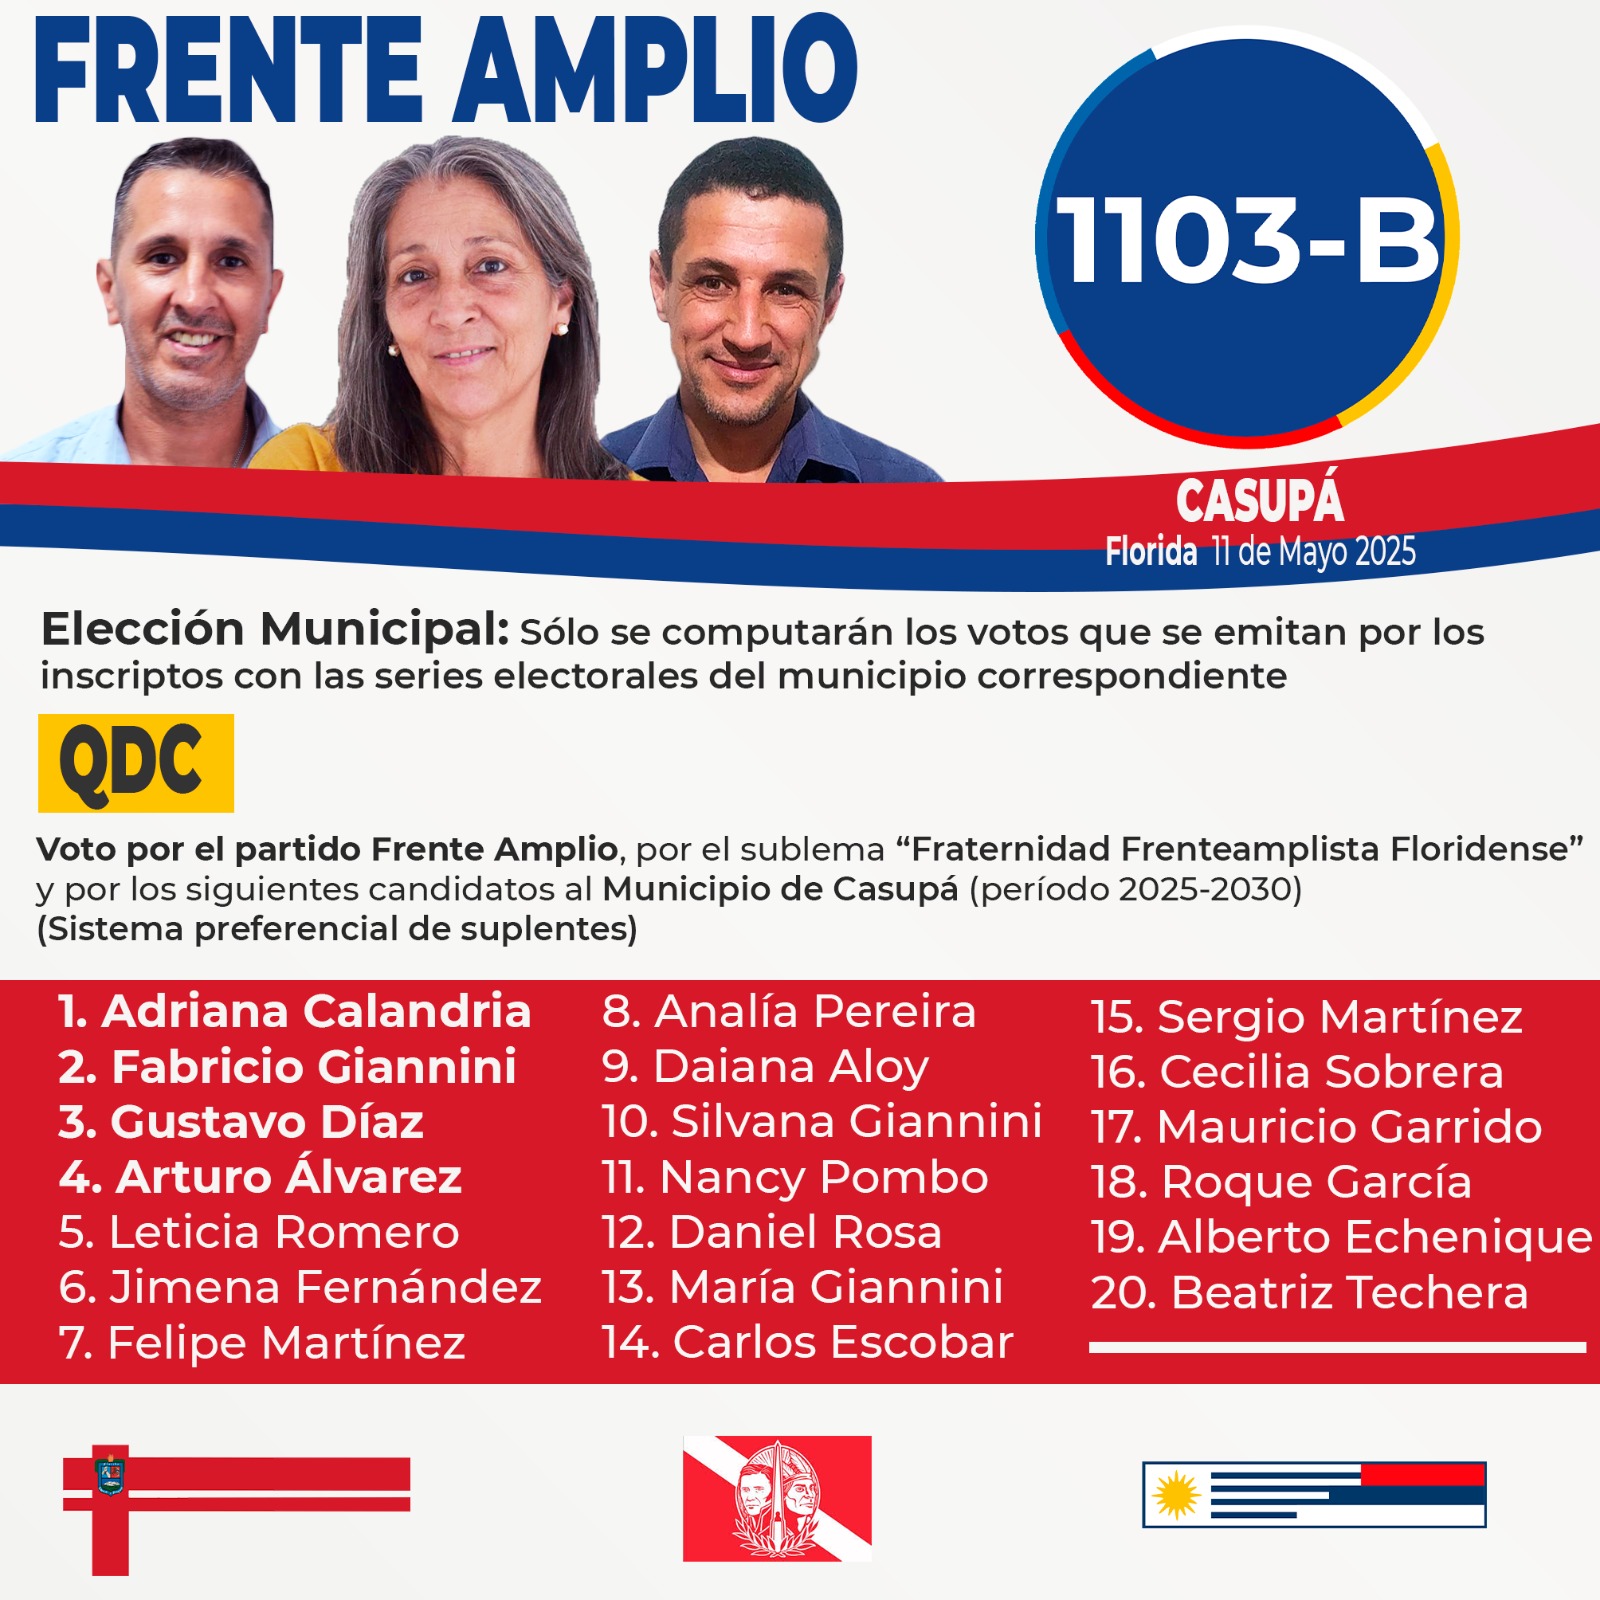 FRENTE AMPLIO
1103-B
CASUPÁ
Florida 11 de Mayo 2025
Elección Municipal: Sólo se computarán los votos que se emitan por los
inscriptos con las series electorales del municipio correspondiente
QDC
Voto por el partido Frente Amplio, por el sublema “Fraternidad Frenteamplista Floridense”
y por los siguientes candidatos al Municipio de Casupá (período 2025-2030)
(Sistema preferencial de suplentes)
1. Adriana Calandria
2. Fabricio Giannini
3. Gustavo Díaz
4. Arturo Álvarez
5. Leticia Romero
6. Jimena Fernández
7. Felipe Martínez
8. Analía Pereira
9. Daiana Aloy
10. Silvana Giannini
11. Nancy Pombo
12. Daniel Rosa
13. María Giannini
14. Carlos Escobar
15. Sergio Martínez
16. Cecilia Sobrera
17. Mauricio Garrido
18. Roque García
19. Alberto Echenique
20. Beatriz Techera